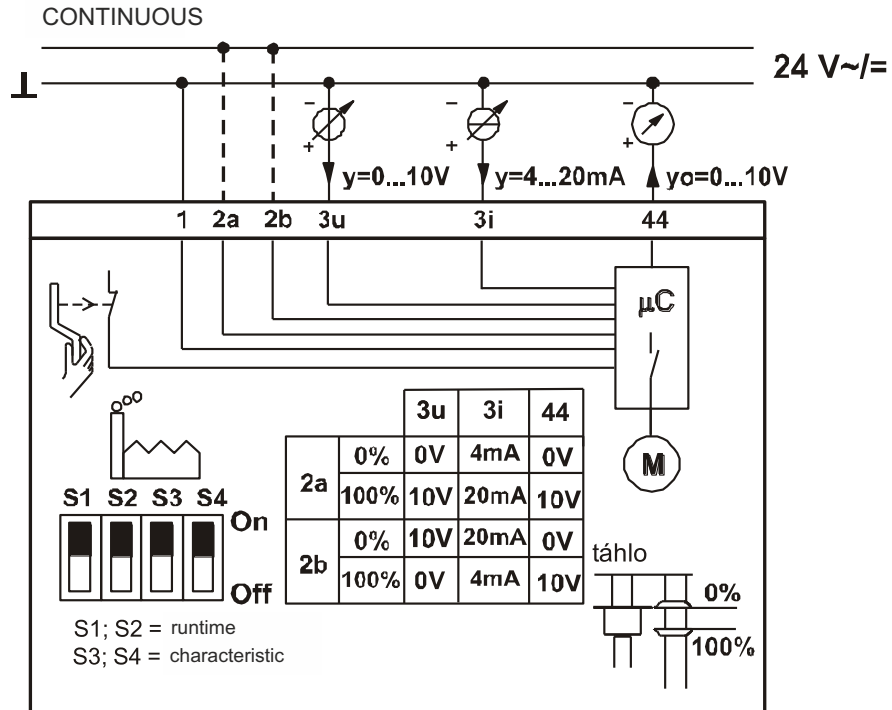 CONTINUOUS
24 V~/=
- - -
+ + +
y=0...10V y=4...20mA yo=0...10V
1 2a 2b 3u 3i 44
µC
3u 3i 44
2a 0% 0V 4mA 0V
100% 10V 20mA 10V
2b 0% 10V 20mA 0V
100% 0V 4mA 10V
M
S1 S2 S3 S4
On
Off
táhlo
0%
100%
S1; S2 = runtime
S3; S4 = characteristic